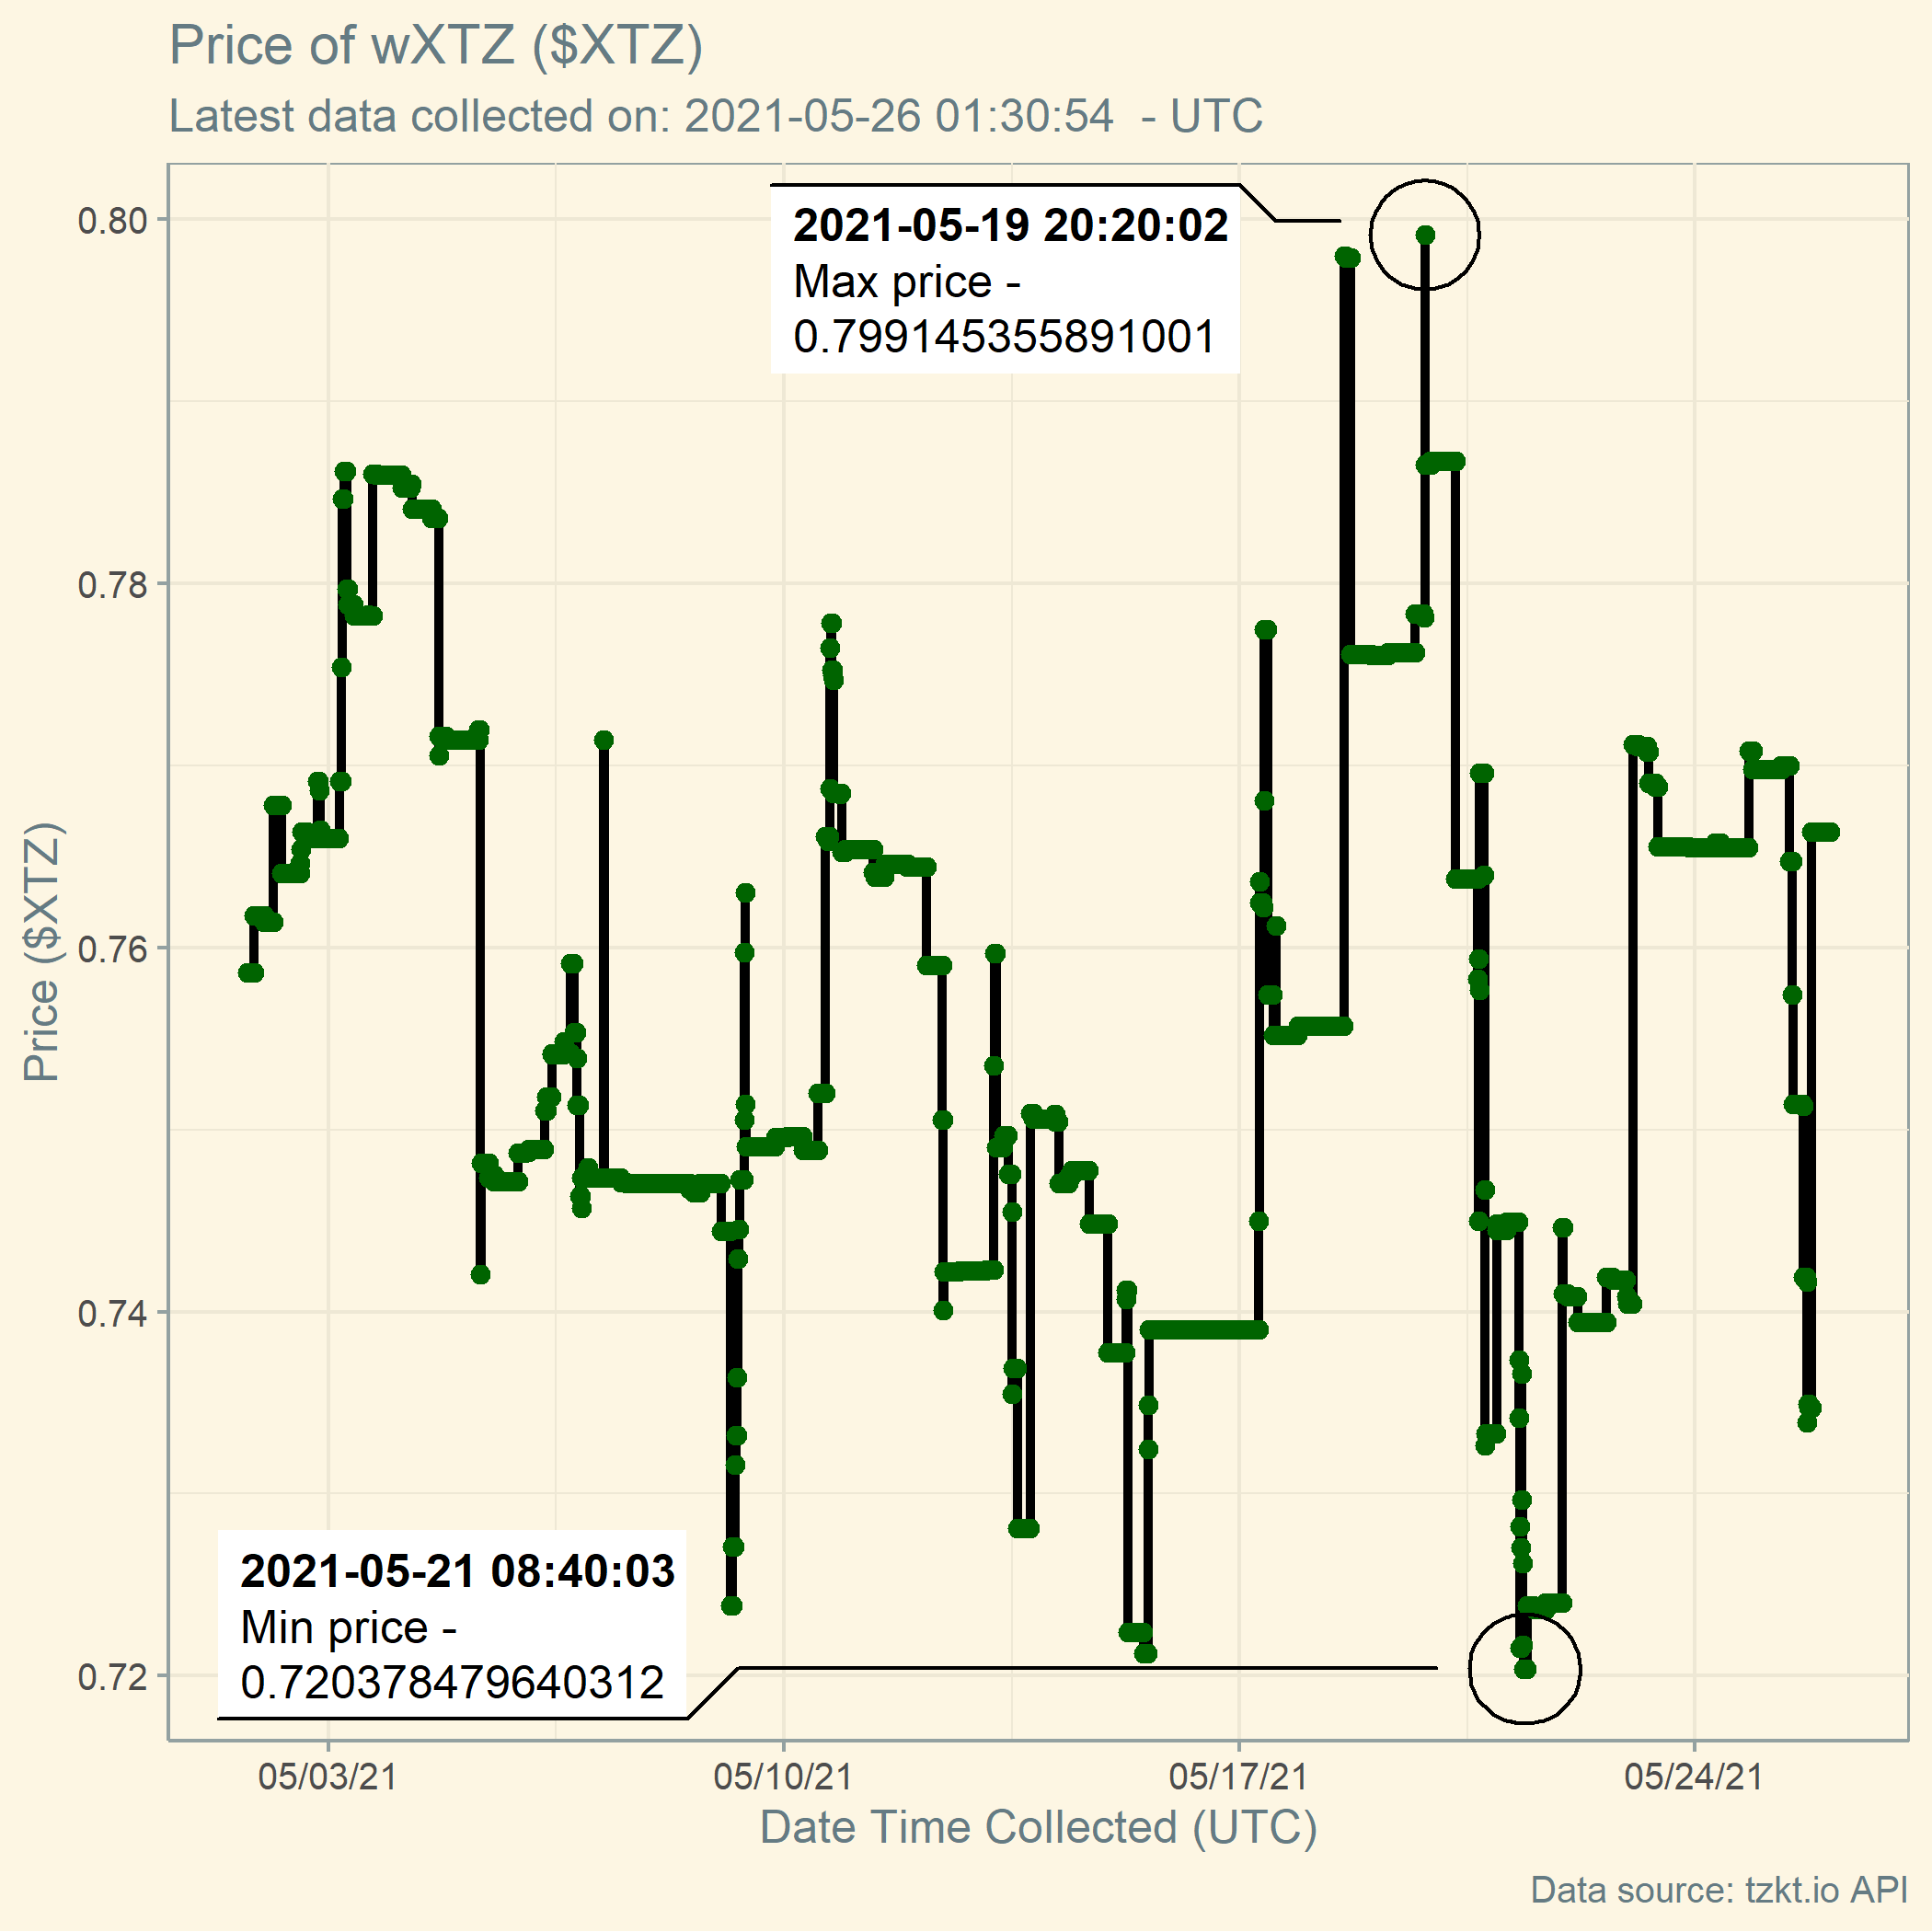 Price of wXTZ ($XTZ)
Latest data collected on: 2021-05-26 01:30:54  - UTC
0.80
0.78
0.76
0.74
0.72
Price ($XTZ)
2021-05-19 20:20:02
Max price -
0.799145355891001
2021-05-21 08:40:03
Min price -
0.720378479640312
05/03/21
05/10/21
05/17/21
05/24/21
Date Time Collected (UTC)
Data source: tzkt.io API